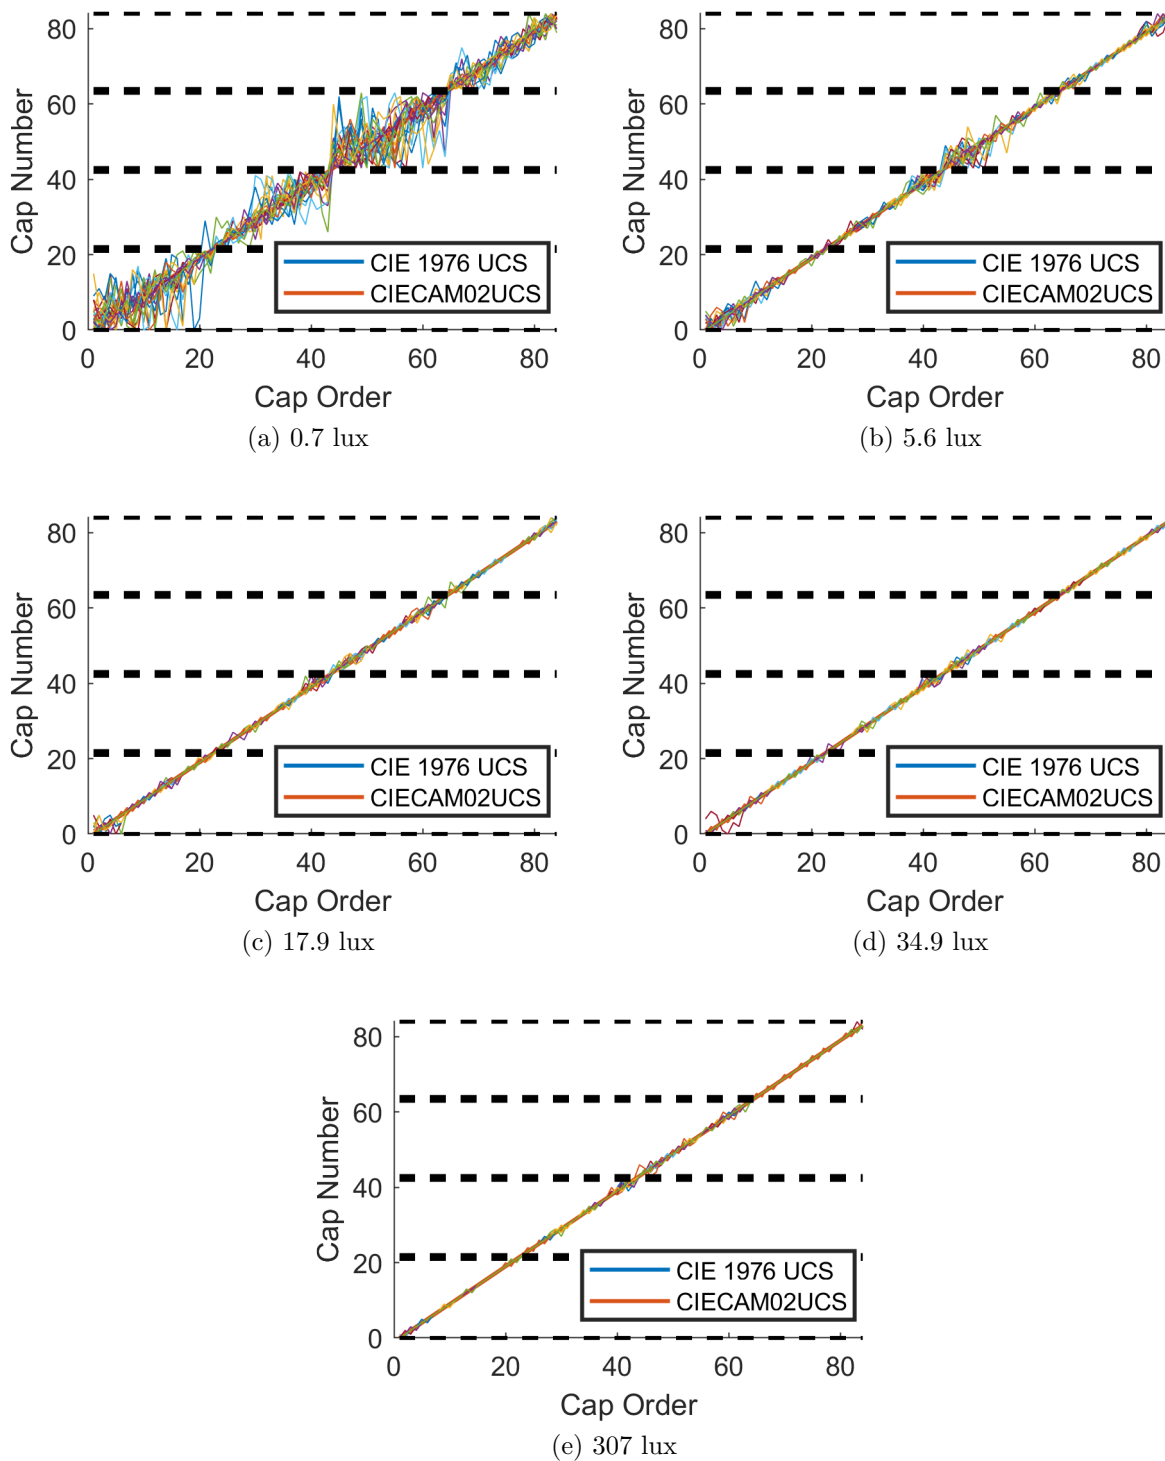 80
60
40
20
0
Cap Number
CIE 1976 UCS
CIECAM02UCS
0 20 40 60 80
Cap Order
(a) 0.7 lux
80
60
40
20
0
Cap Number
CIE 1976 UCS
CIECAM02UCS
0 20 40 60 80
Cap Order
(b) 5.6 lux
80
60
40
20
0
Cap Number
CIE 1976 UCS
CIECAM02UCS
0 20 40 60 80
Cap Order
(c) 17.9 lux
80
60
40
20
0
Cap Number
CIE 1976 UCS
CIECAM02UCS
0 20 40 60 80
Cap Order
(d) 34.9 lux
80
60
40
20
0
Cap Number
CIE 1976 UCS
CIECAM02UCS
0 20 40 60 80
Cap Order
(e) 307 lux